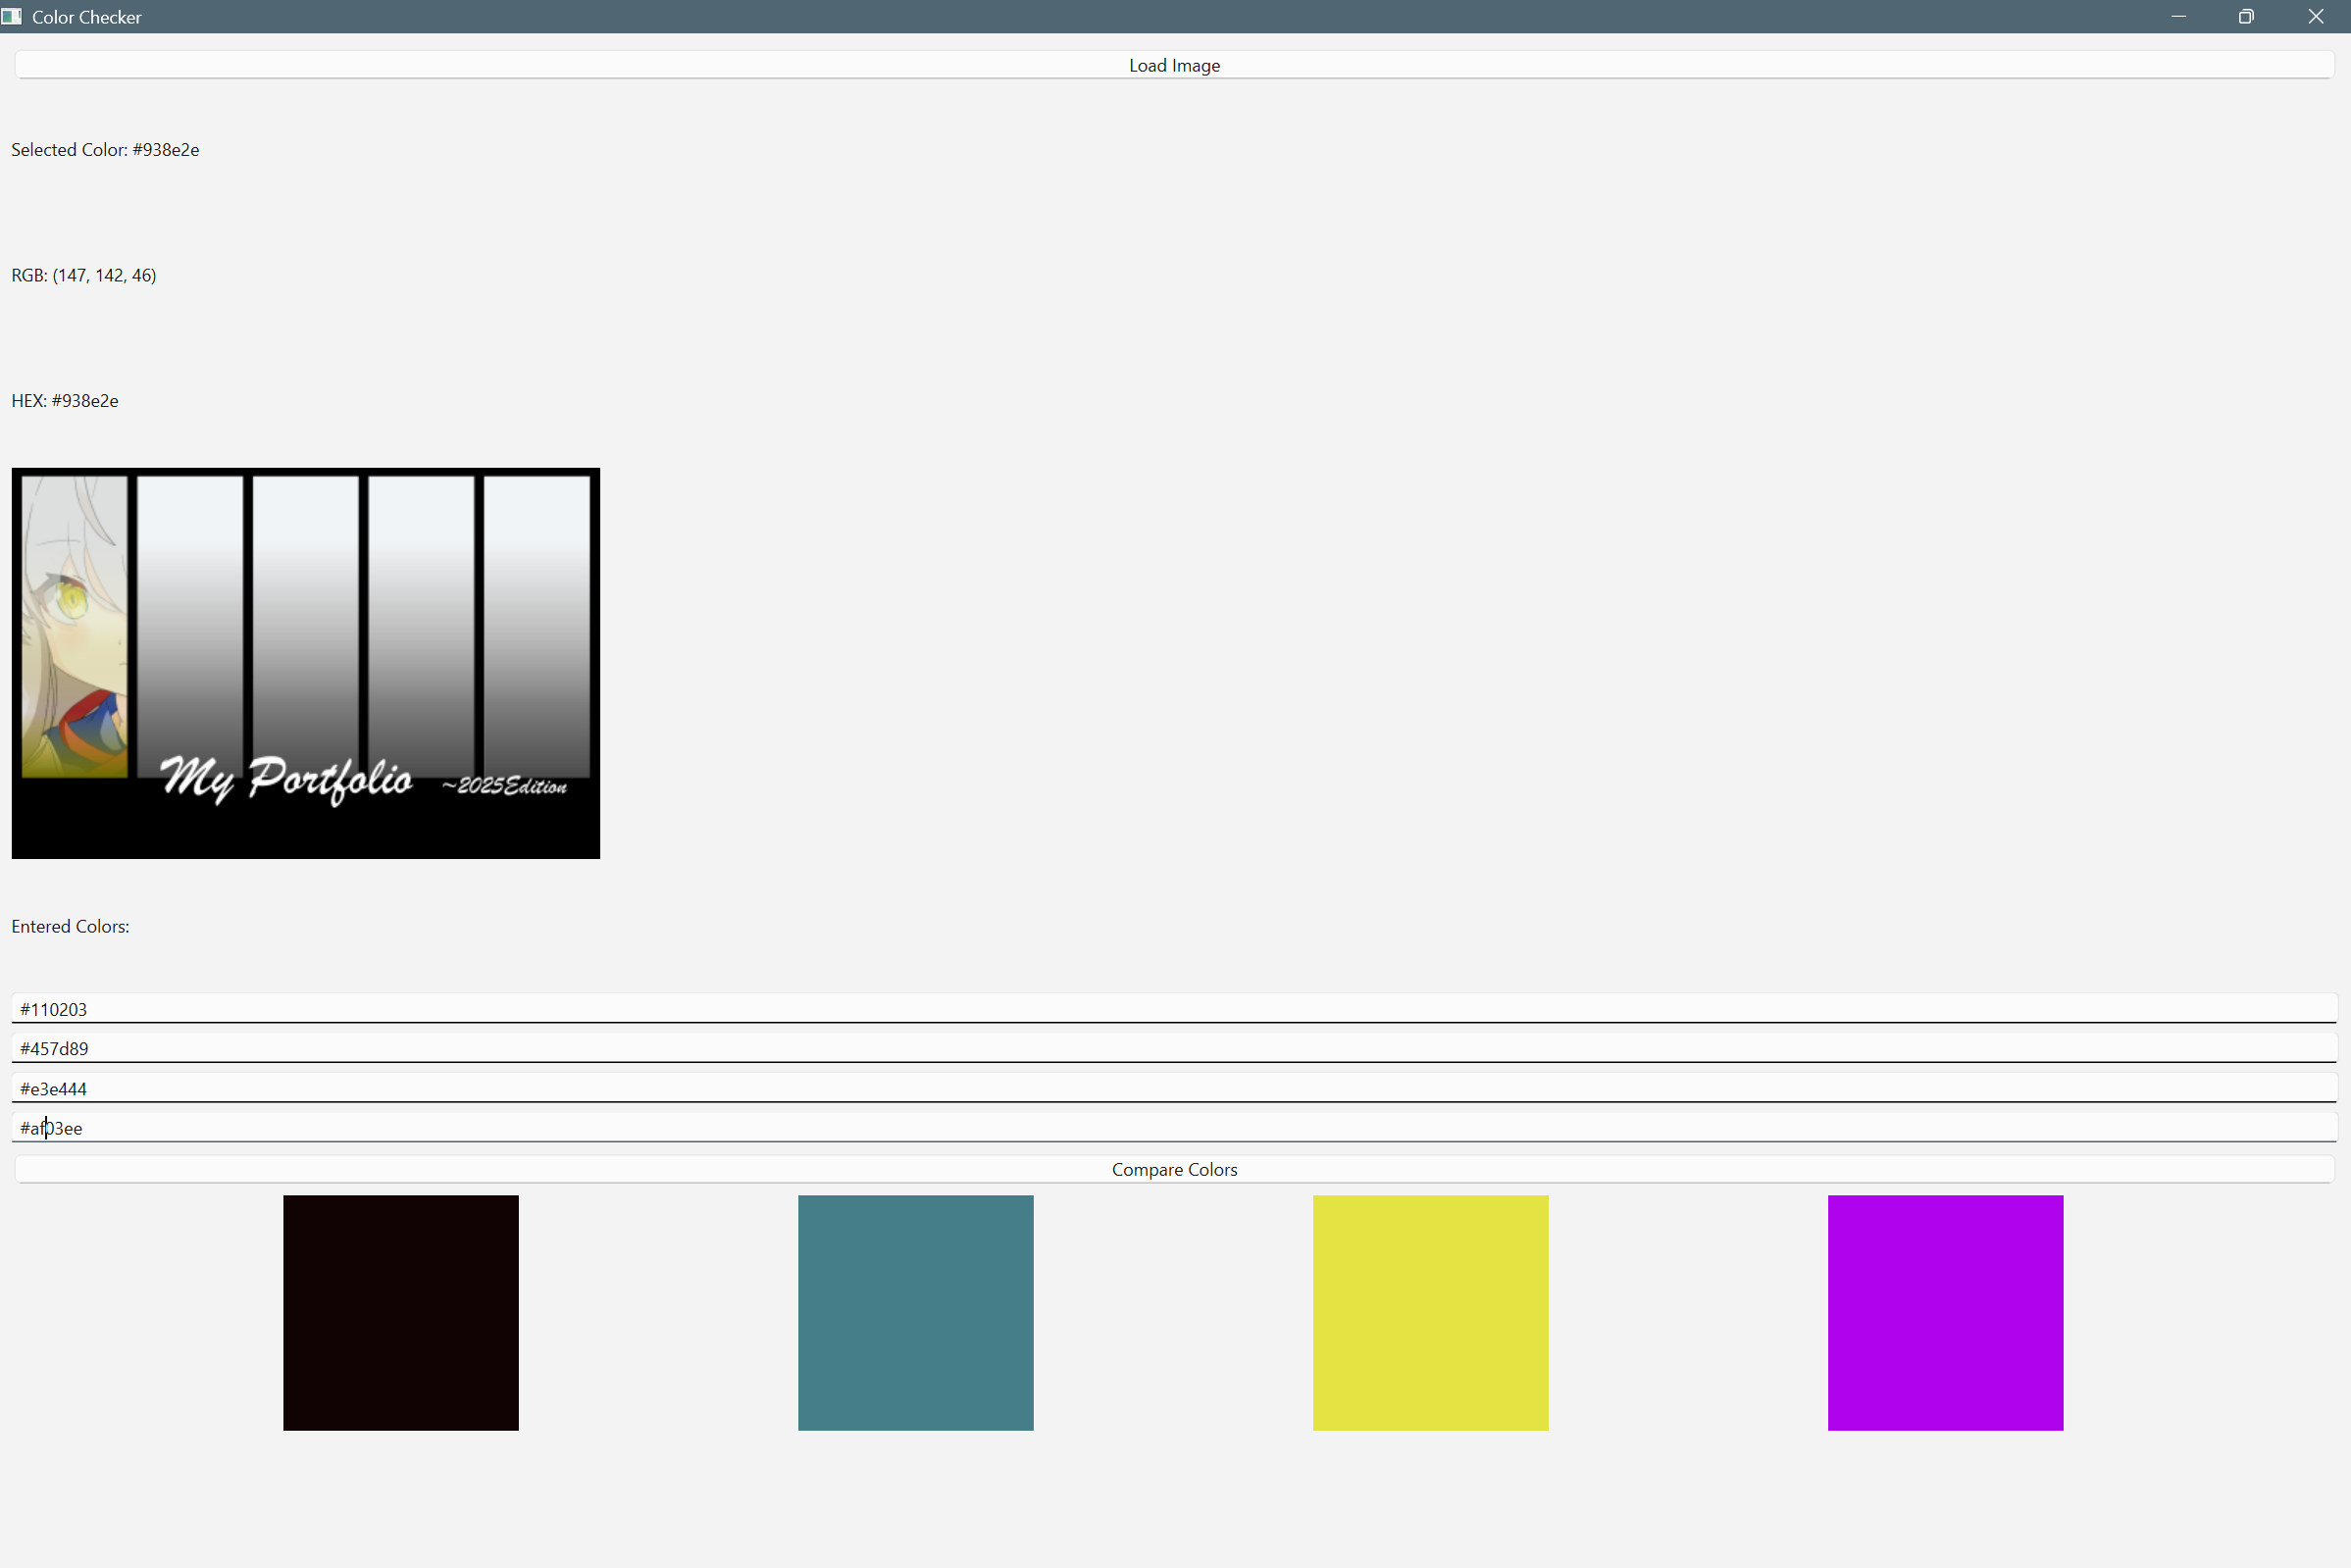 Color Checker
Load Image
Selected Color: #938e2e
RGB: (147, 142, 46)
HEX: #938e2e
My Portfolio ~2025Edition
Entered Colors:
#110203
#457d89
#e3e444
#af03ee
Compare Colors